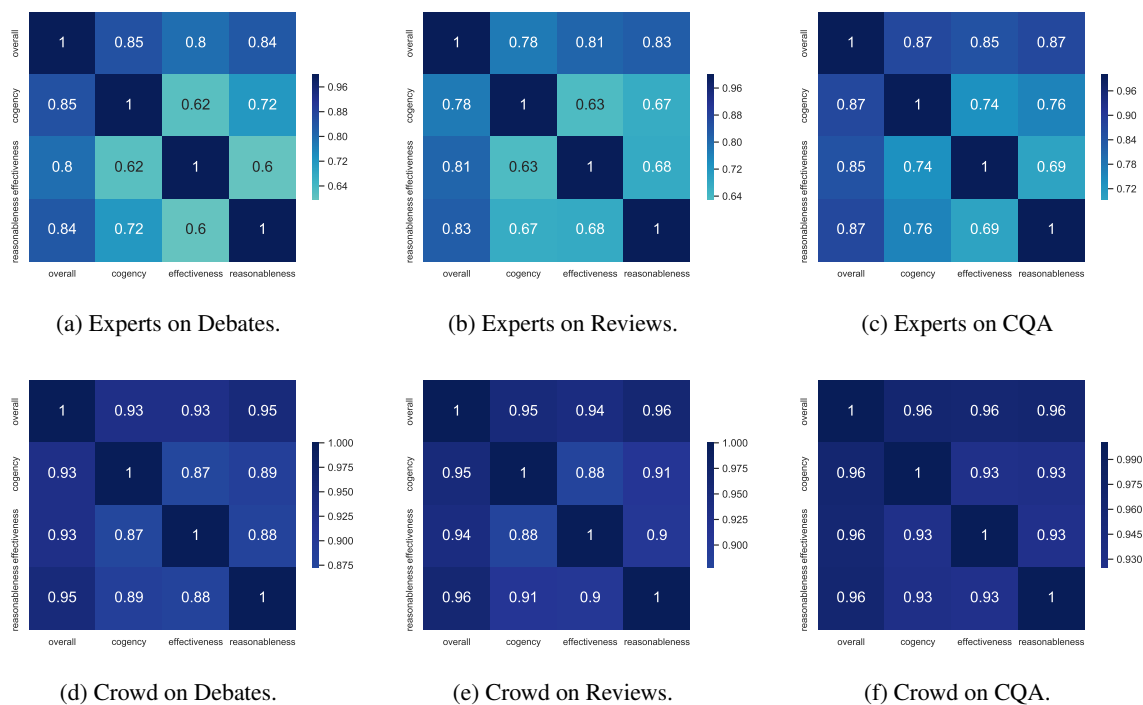 overall 1 0.85 0.8 0.84
cogency 0.85 1 0.62 0.72
effectiveness 0.8 0.62 1 0.6
reasonableness 0.84 0.72 0.6 1
overall cogency effectiveness reasonableness
0.96
0.88
0.80
0.72
0.64
(a) Experts on Debates.
overall 1 0.78 0.81 0.83
cogency 0.78 1 0.63 0.67
effectiveness 0.81 0.63 1 0.68
reasonableness 0.83 0.67 0.68 1
overall cogency effectiveness reasonableness
0.96
0.88
0.80
0.72
0.64
(b) Experts on Reviews.
overall 1 0.87 0.85 0.87
cogency 0.87 1 0.74 0.76
effectiveness 0.85 0.74 1 0.69
reasonableness 0.87 0.76 0.69 1
overall cogency effectiveness reasonableness
0.96
0.90
0.84
0.78
0.72
(c) Experts on CQA
overall 1 0.93 0.93 0.95
cogency 0.93 1 0.87 0.89
effectiveness 0.93 0.87 1 0.88
reasonableness 0.95 0.89 0.88 1
overall cogency effectiveness reasonableness
1.000
0.975
0.950
0.925
0.900
0.875
(d) Crowd on Debates.
overall 1 0.95 0.94 0.96
cogency 0.95 1 0.88 0.91
effectiveness 0.94 0.88 1 0.9
reasonableness 0.96 0.91 0.9 1
overall cogency effectiveness reasonableness
1.000
0.975
0.950
0.925
0.900
(e) Crowd on Reviews.
overall 1 0.96 0.96 0.96
cogency 0.96 1 0.93 0.93
effectiveness 0.96 0.93 1 0.93
reasonableness 0.96 0.93 0.93 1
overall cogency effectiveness reasonableness
0.990
0.975
0.960
0.945
0.930
(f) Crowd on CQA.